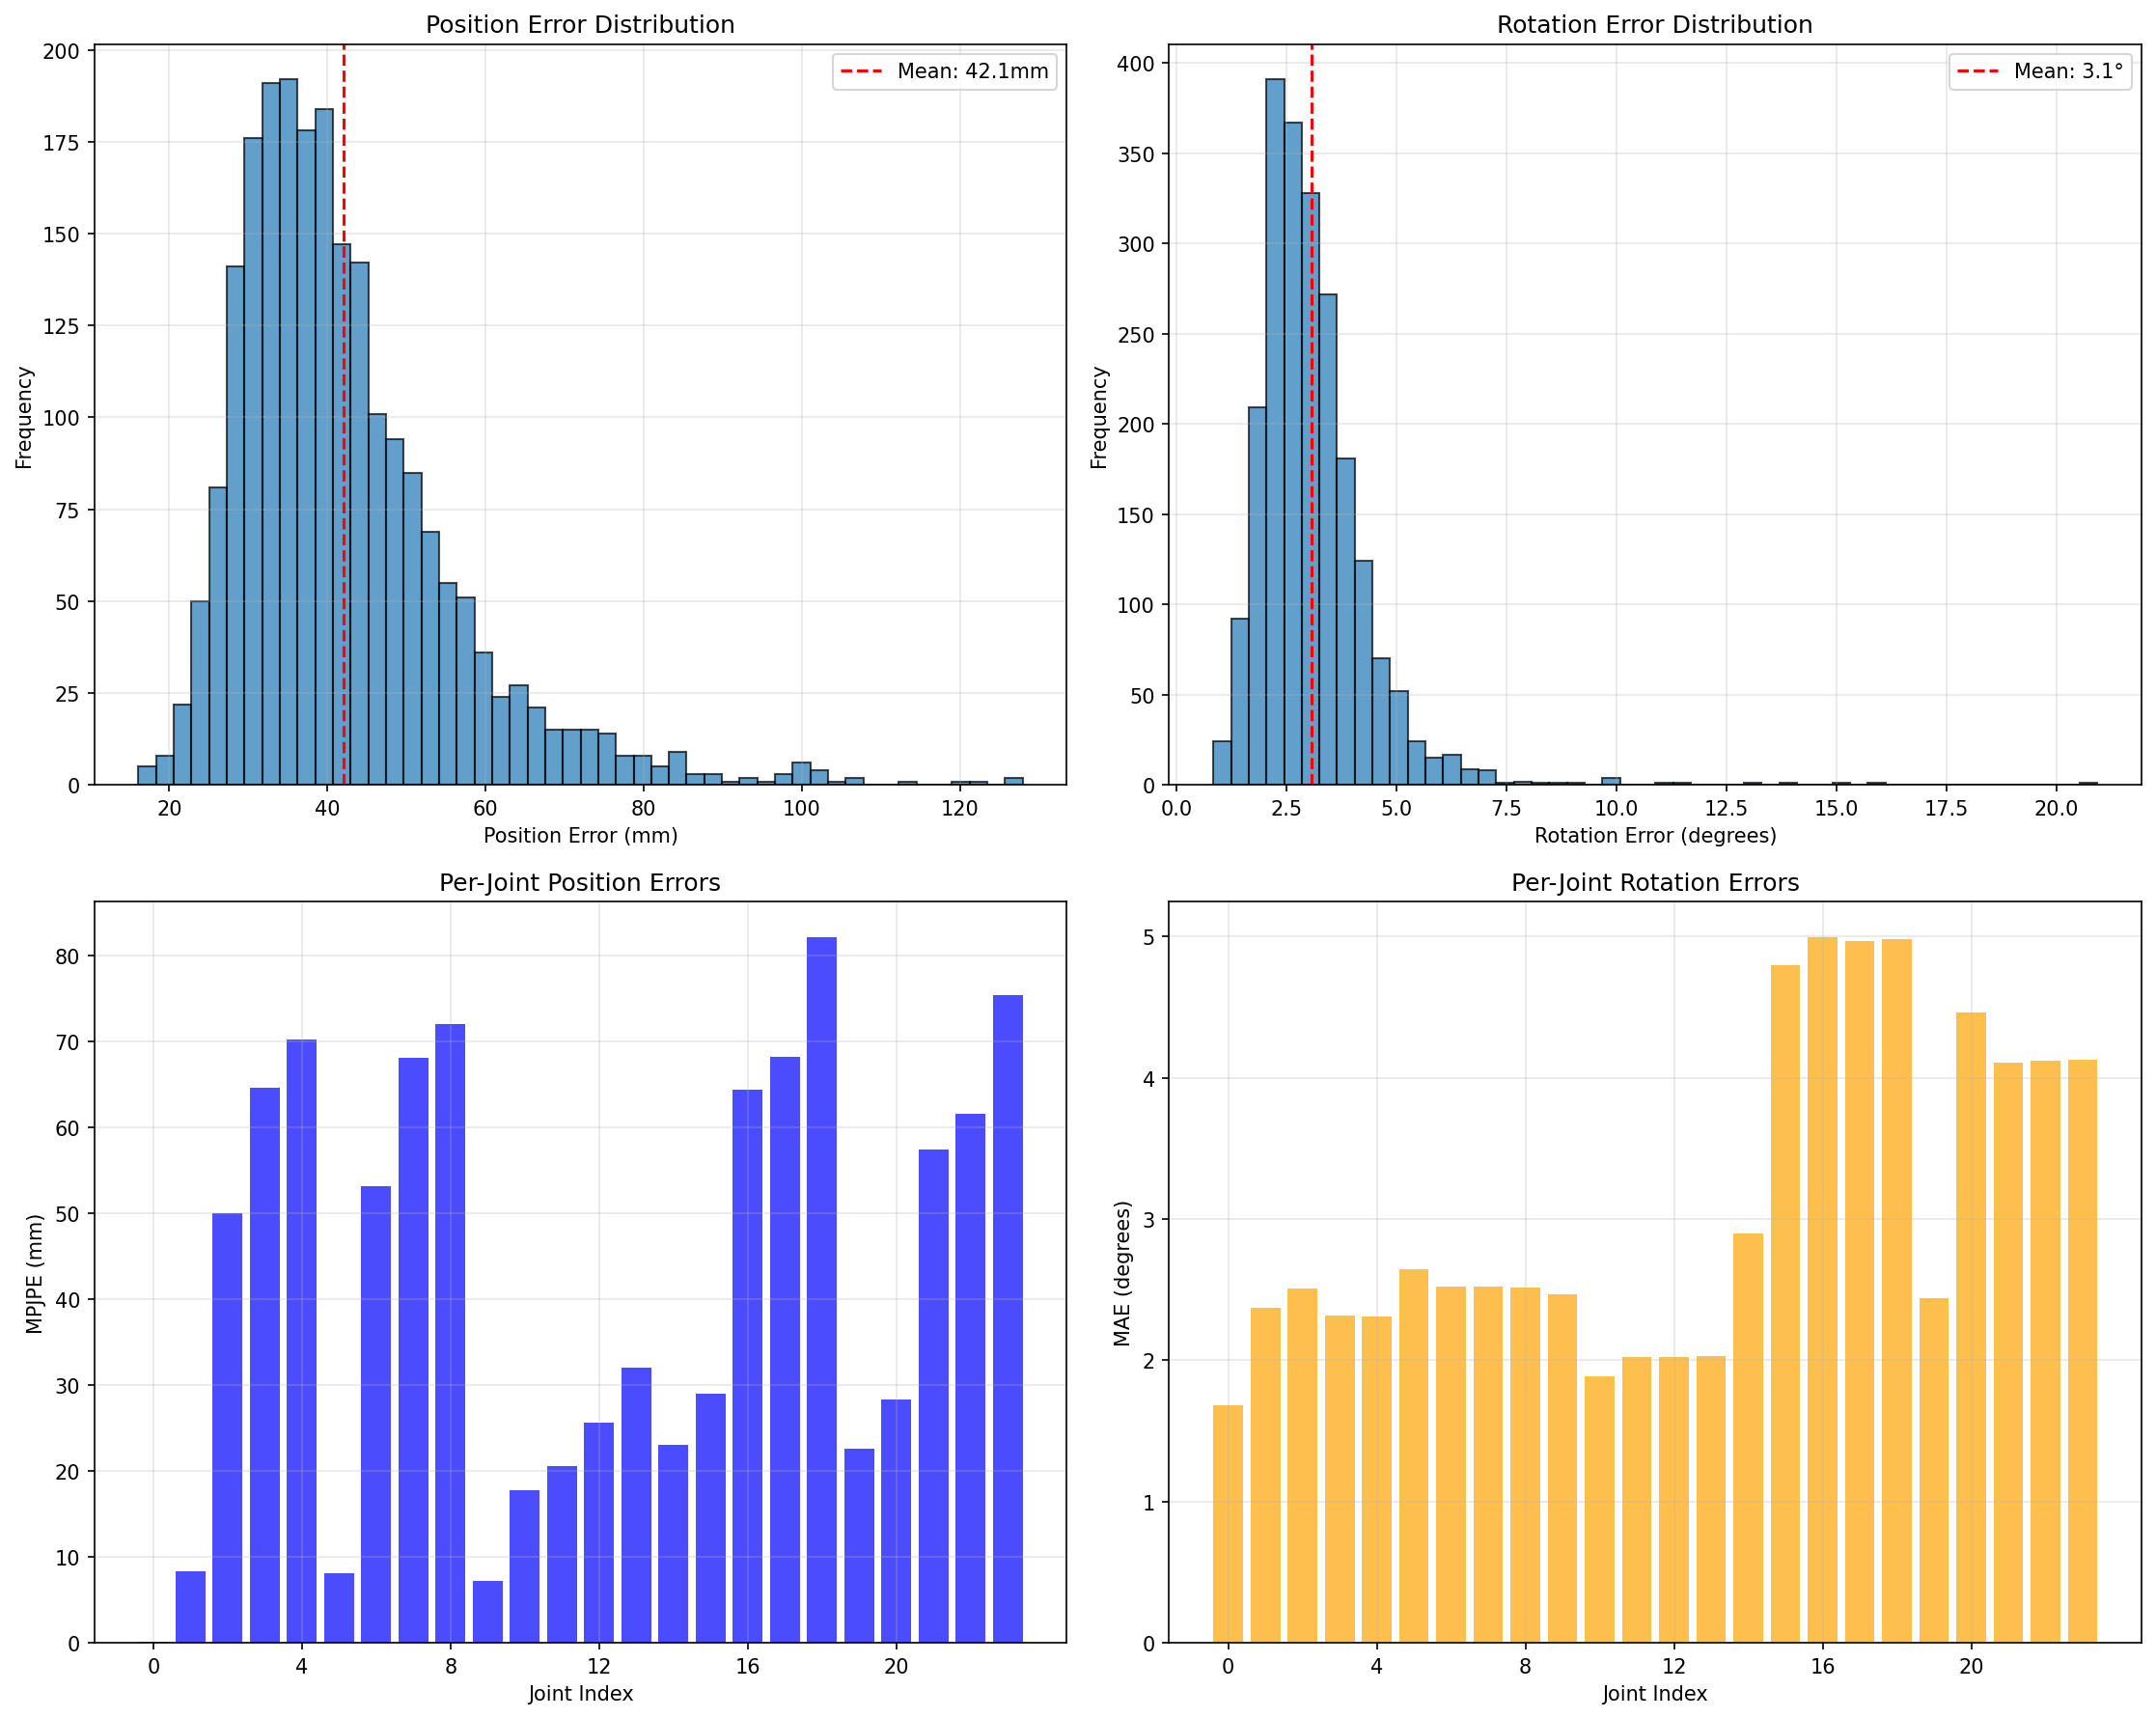 Position Error Distribution
200
175
150
125
100
75
50
25
0
Frequency
Mean: 42.1mm
20 40 60 80 100 120
Position Error (mm)
Rotation Error Distribution
400
350
300
250
200
150
100
50
0
Frequency
Mean: 3.1°
0.0 2.5 5.0 7.5 10.0 12.5 15.0 17.5 20.0
Rotation Error (degrees)
Per-Joint Position Errors
80
70
60
50
40
30
20
10
0
MPJPE (mm)
0 4 8 12 16 20
Joint Index
Per-Joint Rotation Errors
5
4
3
2
1
0
MAE (degrees)
0 4 8 12 16 20
Joint Index